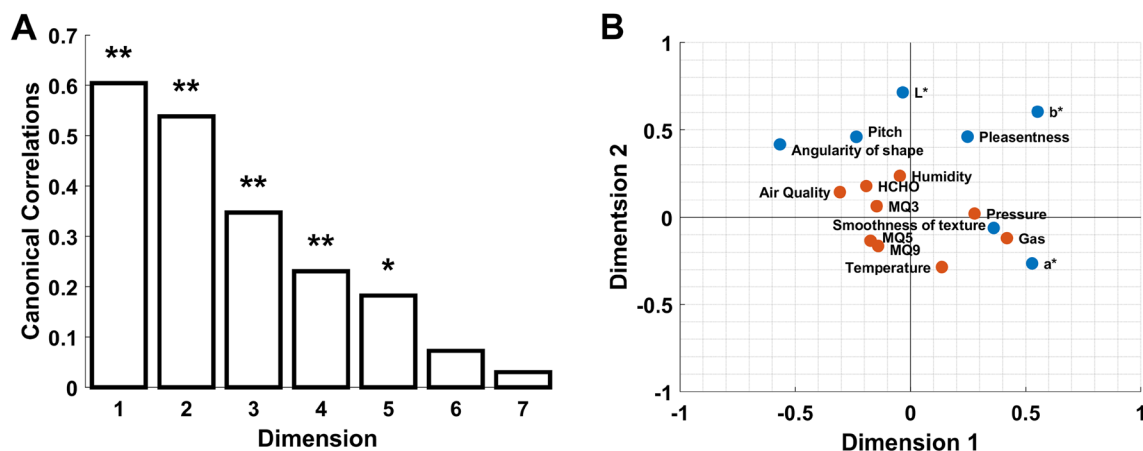 A
0.7
0.6
0.5
0.4
0.3
0.2
0.1
0
Canonical Correlations
**
**
**
**
*
1 2 3 4 5 6 7
Dimension
B
1
0.5
0
-0.5
-1
Dimentsion 2
L*
b*
Pitch
Pleasentness
Angularity of shape
Humidity
HCHO
Air Quality
MQ3
Pressure
Smoothness of texture
MQ5
Gas
MQ9
Temperature
a*
-1 -0.5 0 0.5 1
Dimension 1